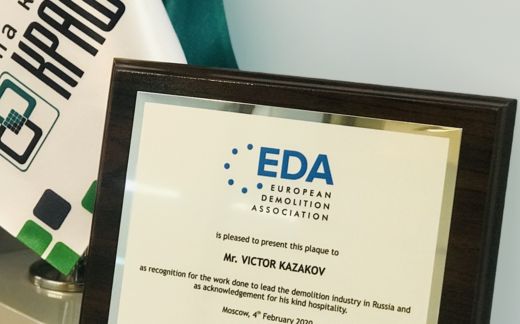 КРАО
EDA
EUROPEAN
DEMOLITION
ASSOCIATION
is pleased to present this plaque to
Mr. VICTOR KAZAKOV
as recognition for the work done to lead the demolition industry in Russia and
as acknowledgement for his kind hospitality.
Moscow, 4th February 2020